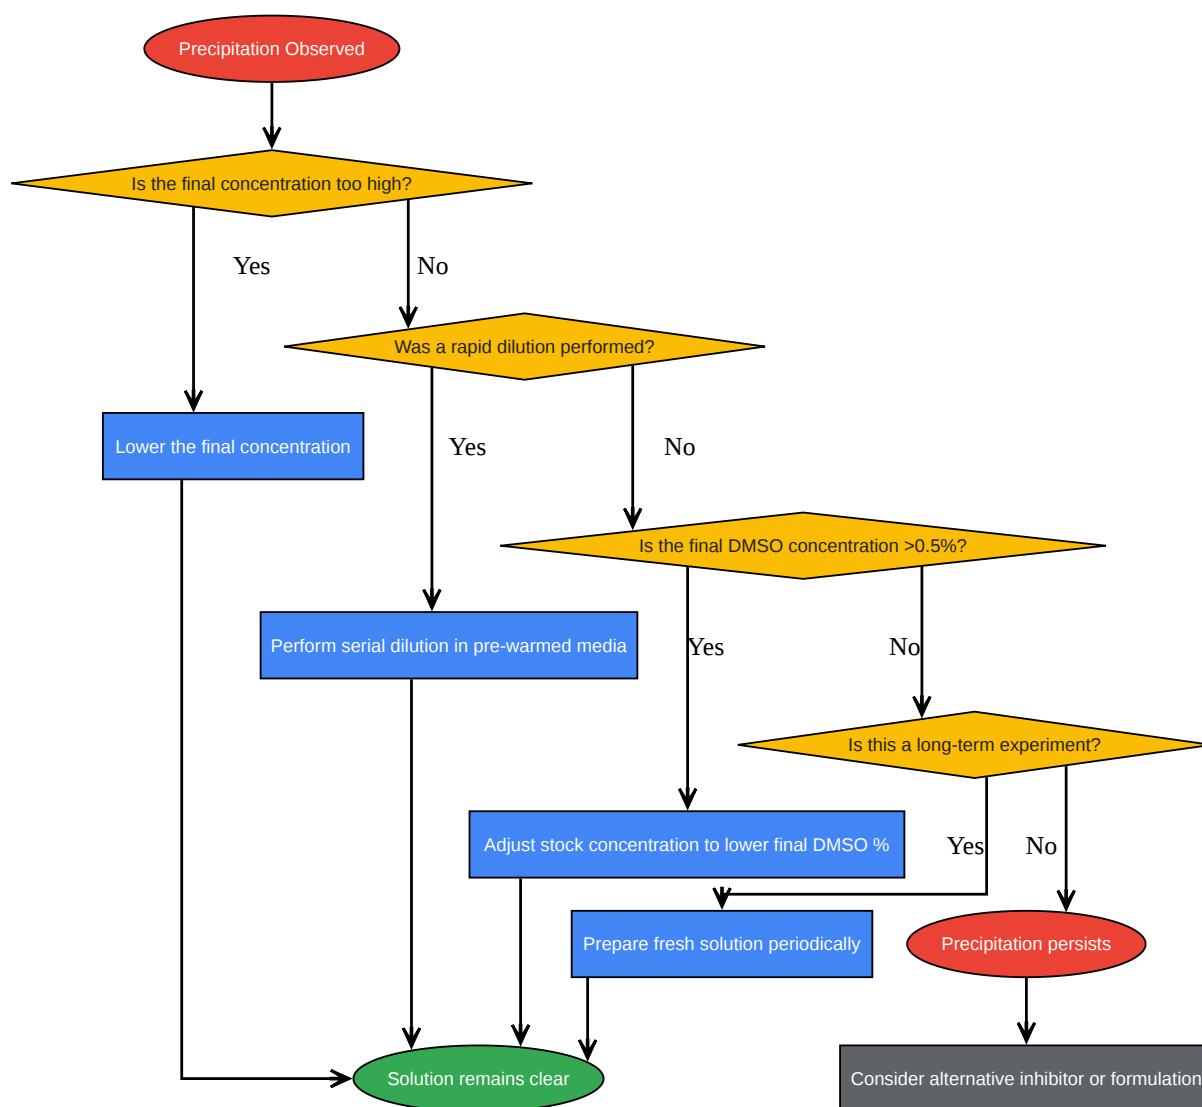 Precipitation Observed
Is the final concentration too high?
Yes
No
Was a rapid dilution performed?
Lower the final concentration
Yes
No
Is the final DMSO concentration >0.5%?
Perform serial dilution in pre-warmed media
Yes
No
Is this a long-term experiment?
Adjust stock concentration to lower final DMSO %
Yes
No
Prepare fresh solution periodically
Precipitation persists
Solution remains clear
Consider alternative inhibitor or formulation